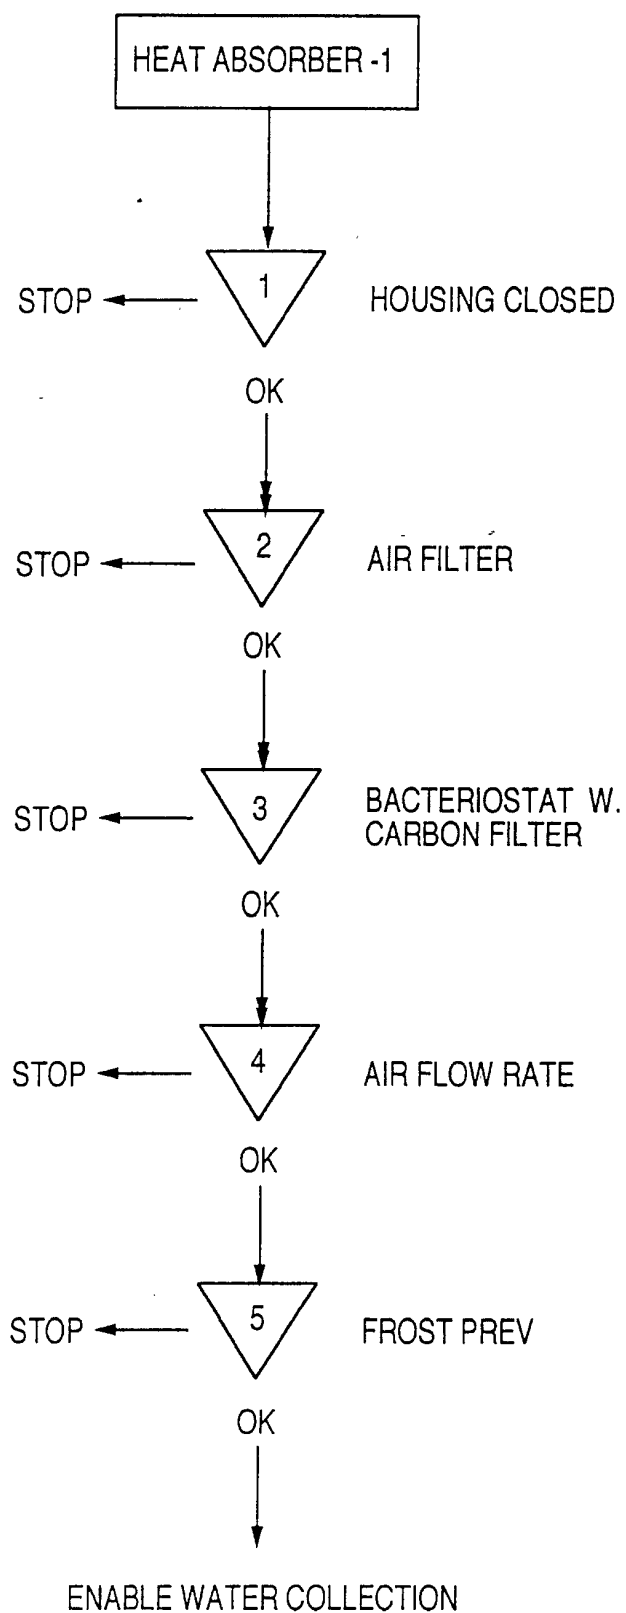 HEAT ABSORBER -1
1
STOP
HOUSING CLOSED
OK
2
STOP
AIR FILTER
OK
3
STOP
BACTERIOSTAT W.
CARBON FILTER
OK
4
STOP
AIR FLOW RATE
OK
5
STOP
FROST PREV
OK
ENABLE WATER COLLECTION